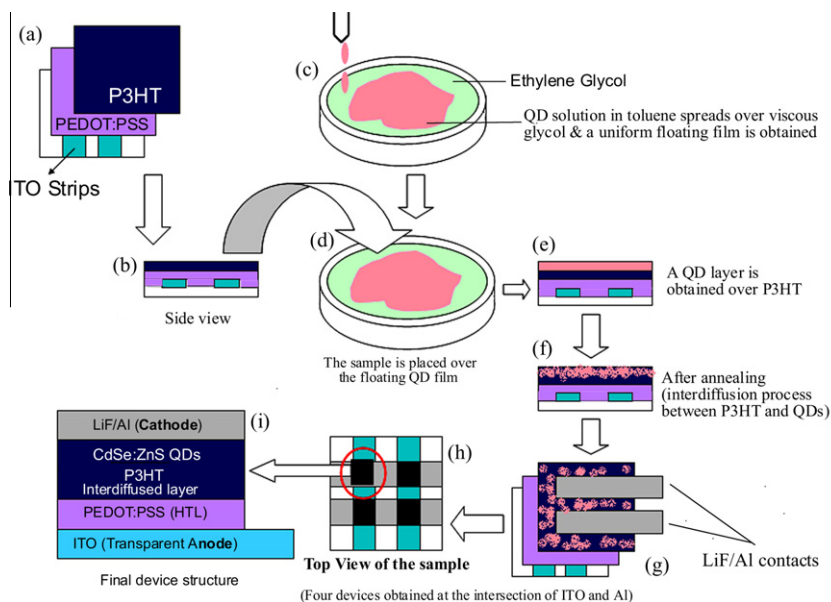 (a)
P3HT
PEDOT:PSS
ITO Strips
(b)
Side view
(c)
Ethylene Glycol
QD solution in toluene spreads over viscous
glycol & a uniform floating film is obtained
(d)
The sample is placed over
the floating QD film
(e)
A QD layer is
obtained over P3HT
(f)
After annealing
(interdiffusion process
between P3HT and QDs)
(g)
LiF/Al contacts
(h)
Top View of the sample
(Four devices obtained at the intersection of ITO and Al)
(i)
LiF/Al (Cathode)
CdSe:ZnS QDs
P3HT
Interdiffused layer
PEDOT:PSS (HTL)
ITO (Transparent Anode)
Final device structure